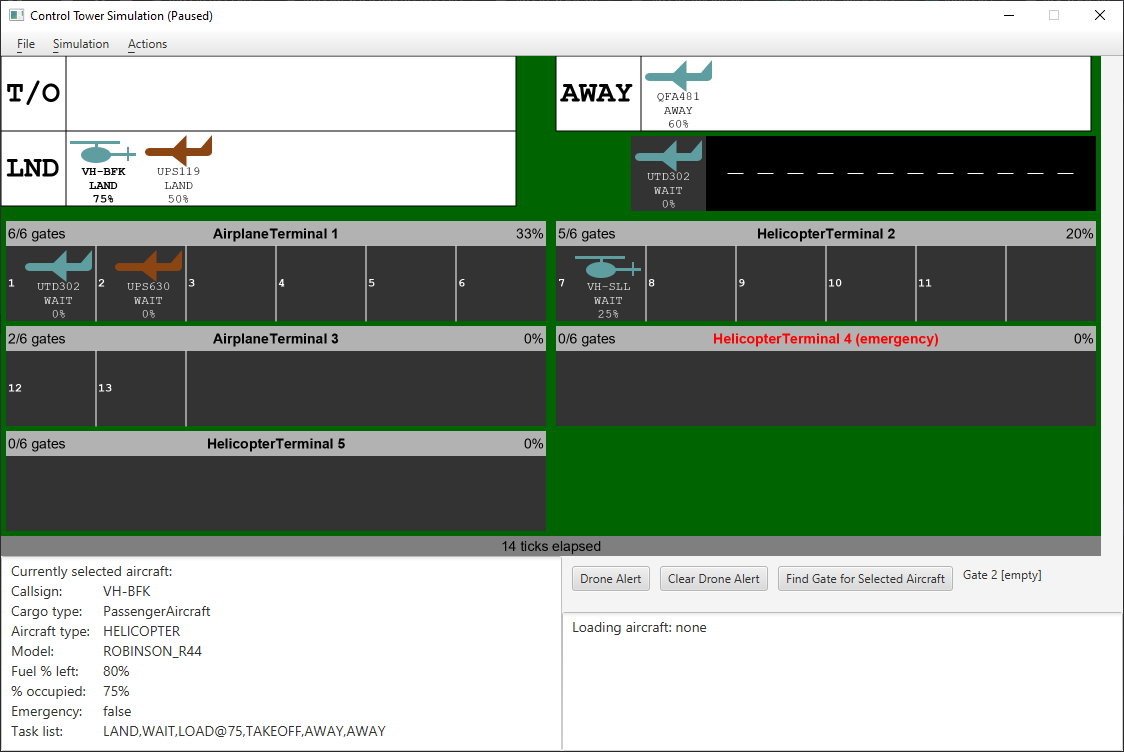 Control Tower Simulation (Paused)
File Simulation Actions
T/O
AWAY
QFA481
AWAY
60%
LND
VH-BFK
LAND
75%
UPS119
LAND
50%
UTD302
WAIT
0%
6/6 gates AirplaneTerminal 1 33%
1
UTD302
WAIT
0%
2
UPS630
WAIT
0%
3
4
5
6
5/6 gates HelicopterTerminal 2 20%
7
VH-SLL
WAIT
25%
8
9
10
11
2/6 gates AirplaneTerminal 3 0%
12
13
0/6 gates HelicopterTerminal 4 (emergency) 0%
0/6 gates HelicopterTerminal 5 0%
14 ticks elapsed
Currently selected aircraft:
Callsign: VH-BFK
Cargo type: PassengerAircraft
Aircraft type: HELICOPTER
Model: ROBINSON_R44
Fuel % left: 80%
% occupied: 75%
Emergency: false
Task list: LAND,WAIT,LOAD@75,TAKEOFF,AWAY,AWAY
Drone Alert
Clear Drone Alert
Find Gate for Selected Aircraft
Gate 2 [empty]
Loading aircraft: none